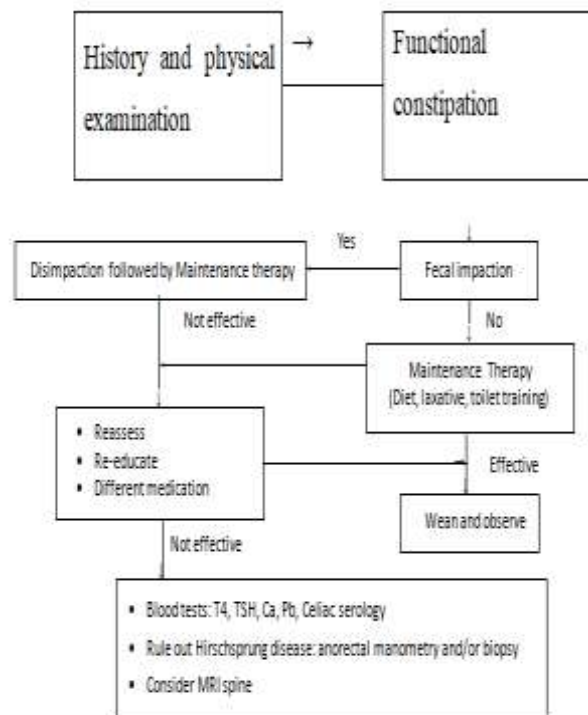 History and physical
examination
→
Functional
constipation
Yes
Disimpaction followed by Maintenance therapy
Fecal impaction
Not effective
No
Maintenance Therapy
(Diet, laxative, toilet training)
• Reassess
• Re-educate
• Different medication
Effective
Wean and observe
Not effective
• Blood tests: T4, TSH, Ca, Pb, Celiac serology
• Rule out Hirschsprung disease: anorectal manometry and/or biopsy
• Consider MRI spine